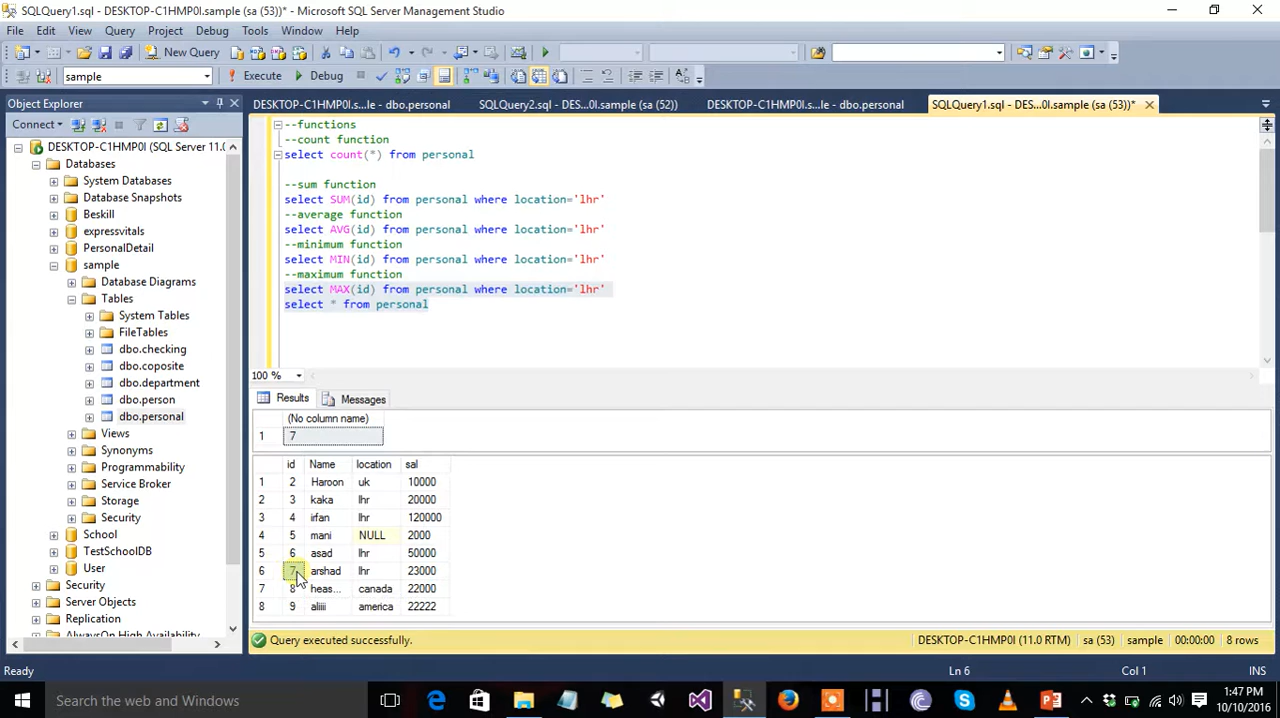 SQLQuery1.sql - DESKTOP-C1HMP0I.sample (sa (53))* - Microsoft SQL Server Management Studio
File Edit View Query Project Debug Tools Window Help
New Query
sample Execute Debug
Object Explorer
DESKTOP-C1HMP0I.s...le - dbo.personal SQLQuery2.sql - DES...0I.sample (sa (52)) DESKTOP-C1HMP0I.s...le - dbo.personal SQLQuery1.sql - DES...0I.sample (sa (53))*
Connect
DESKTOP-C1HMP0I (SQL Server 11.0
Databases
System Databases
Database Snapshots
Beskill
expressvitals
PersonalDetail
sample
Database Diagrams
Tables
System Tables
FileTables
dbo.checking
dbo.coposite
dbo.department
dbo.person
dbo.personal
Views
Synonyms
Programmability
Service Broker
Storage
Security
School
TestSchoolDB
User
Security
Server Objects
Replication
AlwaysOn High Availability
--functions
--count function
select count(*) from personal
--sum function
select SUM(id) from personal where location='lhr'
--average function
select AVG(id) from personal where location='lhr'
--minimum function
select MIN(id) from personal where location='lhr'
--maximum function
select MAX(id) from personal where location='lhr'
select * from personal
100 %
Results Messages
(No column name)
1 7
id Name location sal
1 2 Haroon uk 10000
2 3 kaka lhr 20000
3 4 irfan lhr 120000
4 5 mani NULL 2000
5 6 asad lhr 50000
6 7 arshad lhr 23000
7 8 heas... canada 22000
8 9 aliiii america 22222
Query executed successfully. DESKTOP-C1HMP0I (11.0 RTM) sa (53) sample 00:00:00 8 rows
Ready Ln 6 Col 1 INS
Search the web and Windows
1:47 PM
10/10/2016